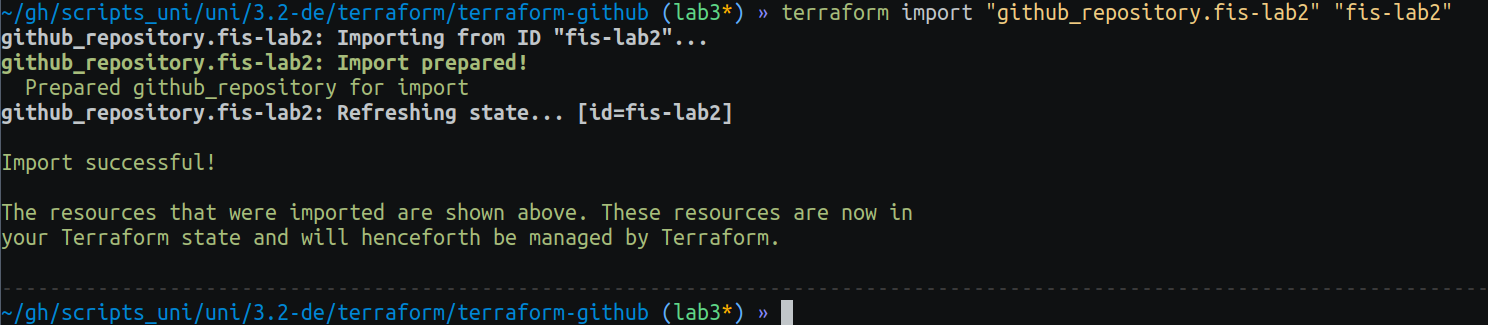 ~/gh/scripts_uni/uni/3.2-de/terraform/terraform-github (lab3*) » terraform import "github_repository.fis-lab2" "fis-lab2"
github_repository.fis-lab2: Importing from ID "fis-lab2"...
github_repository.fis-lab2: Import prepared!
  Prepared github_repository for import
github_repository.fis-lab2: Refreshing state... [id=fis-lab2]
Import successful!
The resources that were imported are shown above. These resources are now in
your Terraform state and will henceforth be managed by Terraform.
~/gh/scripts_uni/uni/3.2-de/terraform/terraform-github (lab3*) »